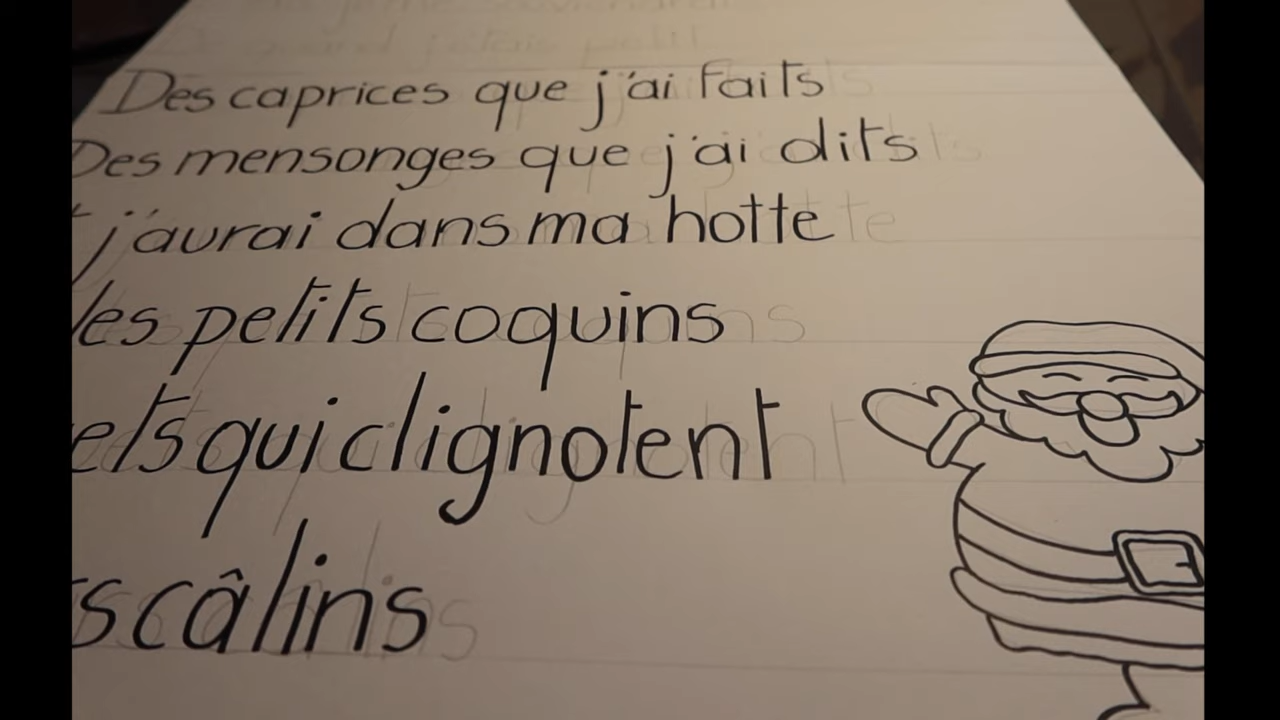 Des caprices que j'ai faits
Des mensonges que j'ai dits
j'aurai dans ma hotte
les petits coquins
qui clignotent
câlins